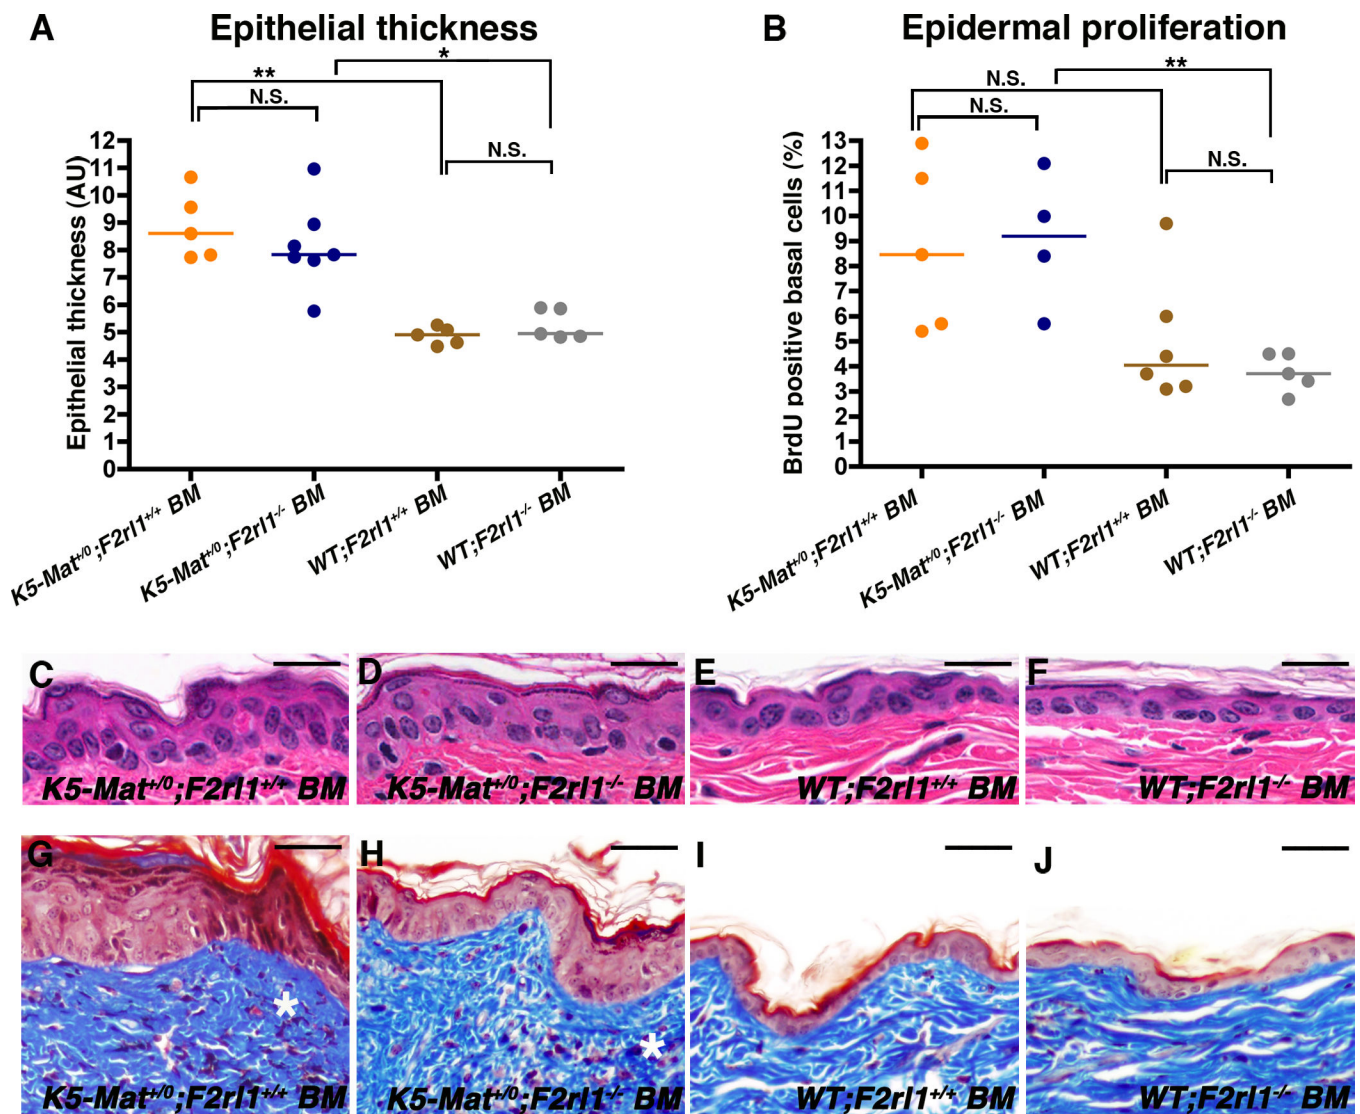 A
Epithelial thickness
*
**
N.S.
N.S.
Epithelial thickness (AU)
12
11
10
9
8
7
6
5
4
3
2
1
0
K5-Mat+/0;F2rl1+/+ BM
K5-Mat+/0;F2rl1-/- BM
WT;F2rl1+/+ BM
WT;F2rl1-/- BM
B
Epidermal proliferation
**
N.S.
N.S.
N.S.
BrdU positive basal cells (%)
13
12
11
10
9
8
7
6
5
4
3
2
1
0
K5-Mat+/0;F2rl1+/+ BM
K5-Mat+/0;F2rl1-/- BM
WT;F2rl1+/+ BM
WT;F2rl1-/- BM
C
K5-Mat+/0;F2rl1+/+ BM
D
K5-Mat+/0;F2rl1-/- BM
E
WT;F2rl1+/+ BM
F
WT;F2rl1-/- BM
G
*
K5-Mat+/0;F2rl1+/+ BM
H
*
K5-Mat+/0;F2rl1-/- BM
I
WT;F2rl1+/+ BM
J
WT;F2rl1-/- BM